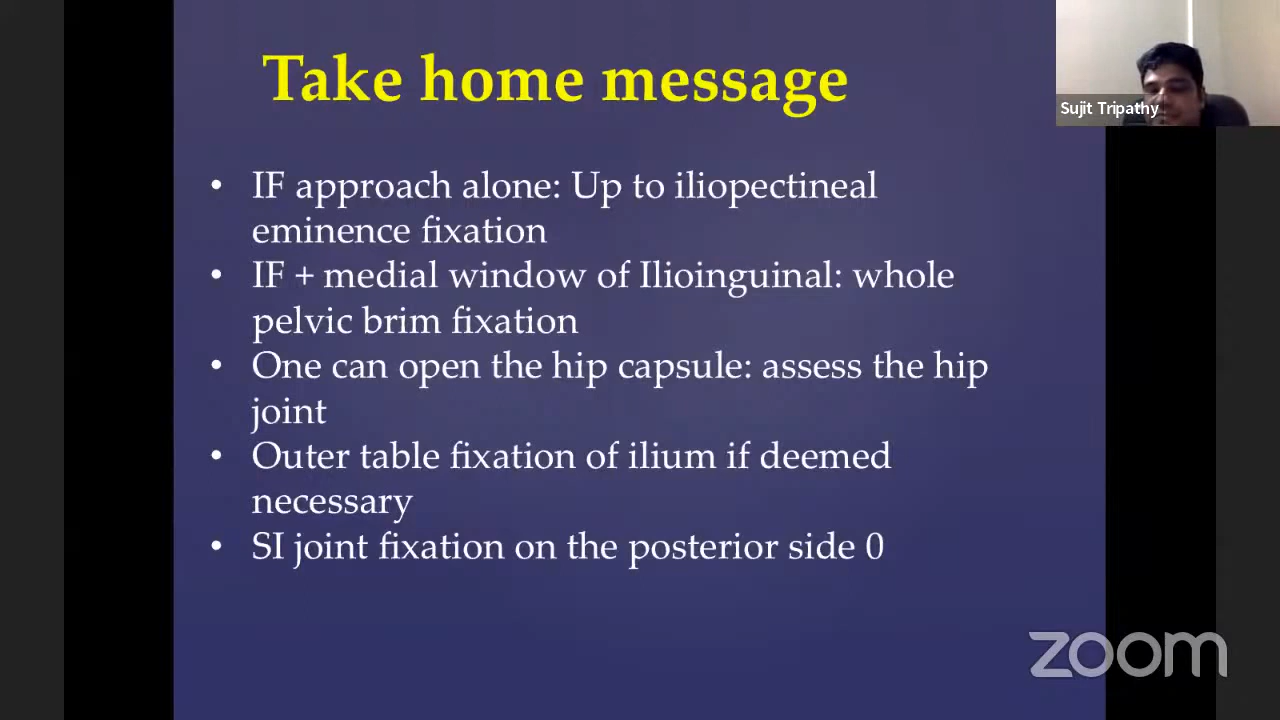 Take home message
Sujit Tripathy
• IF approach alone: Up to iliopectineal
eminence fixation
• IF + medial window of Ilioinguinal: whole
pelvic brim fixation
• One can open the hip capsule: assess the hip
joint
• Outer table fixation of ilium if deemed
necessary
• SI joint fixation on the posterior side 0
zoom